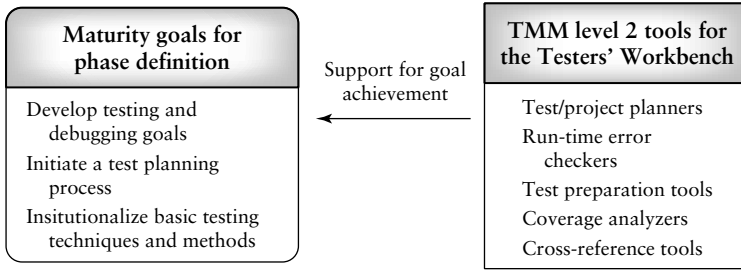 Maturity goals for
phase definition
Develop testing and
debugging goals
Initiate a test planning
process
Insitutionalize basic testing
techniques and methods
Support for goal
achievement
TMM level 2 tools for
the Testers’ Workbench
Test/project planners
Run-time error
checkers
Test preparation tools
Coverage analyzers
Cross-reference tools